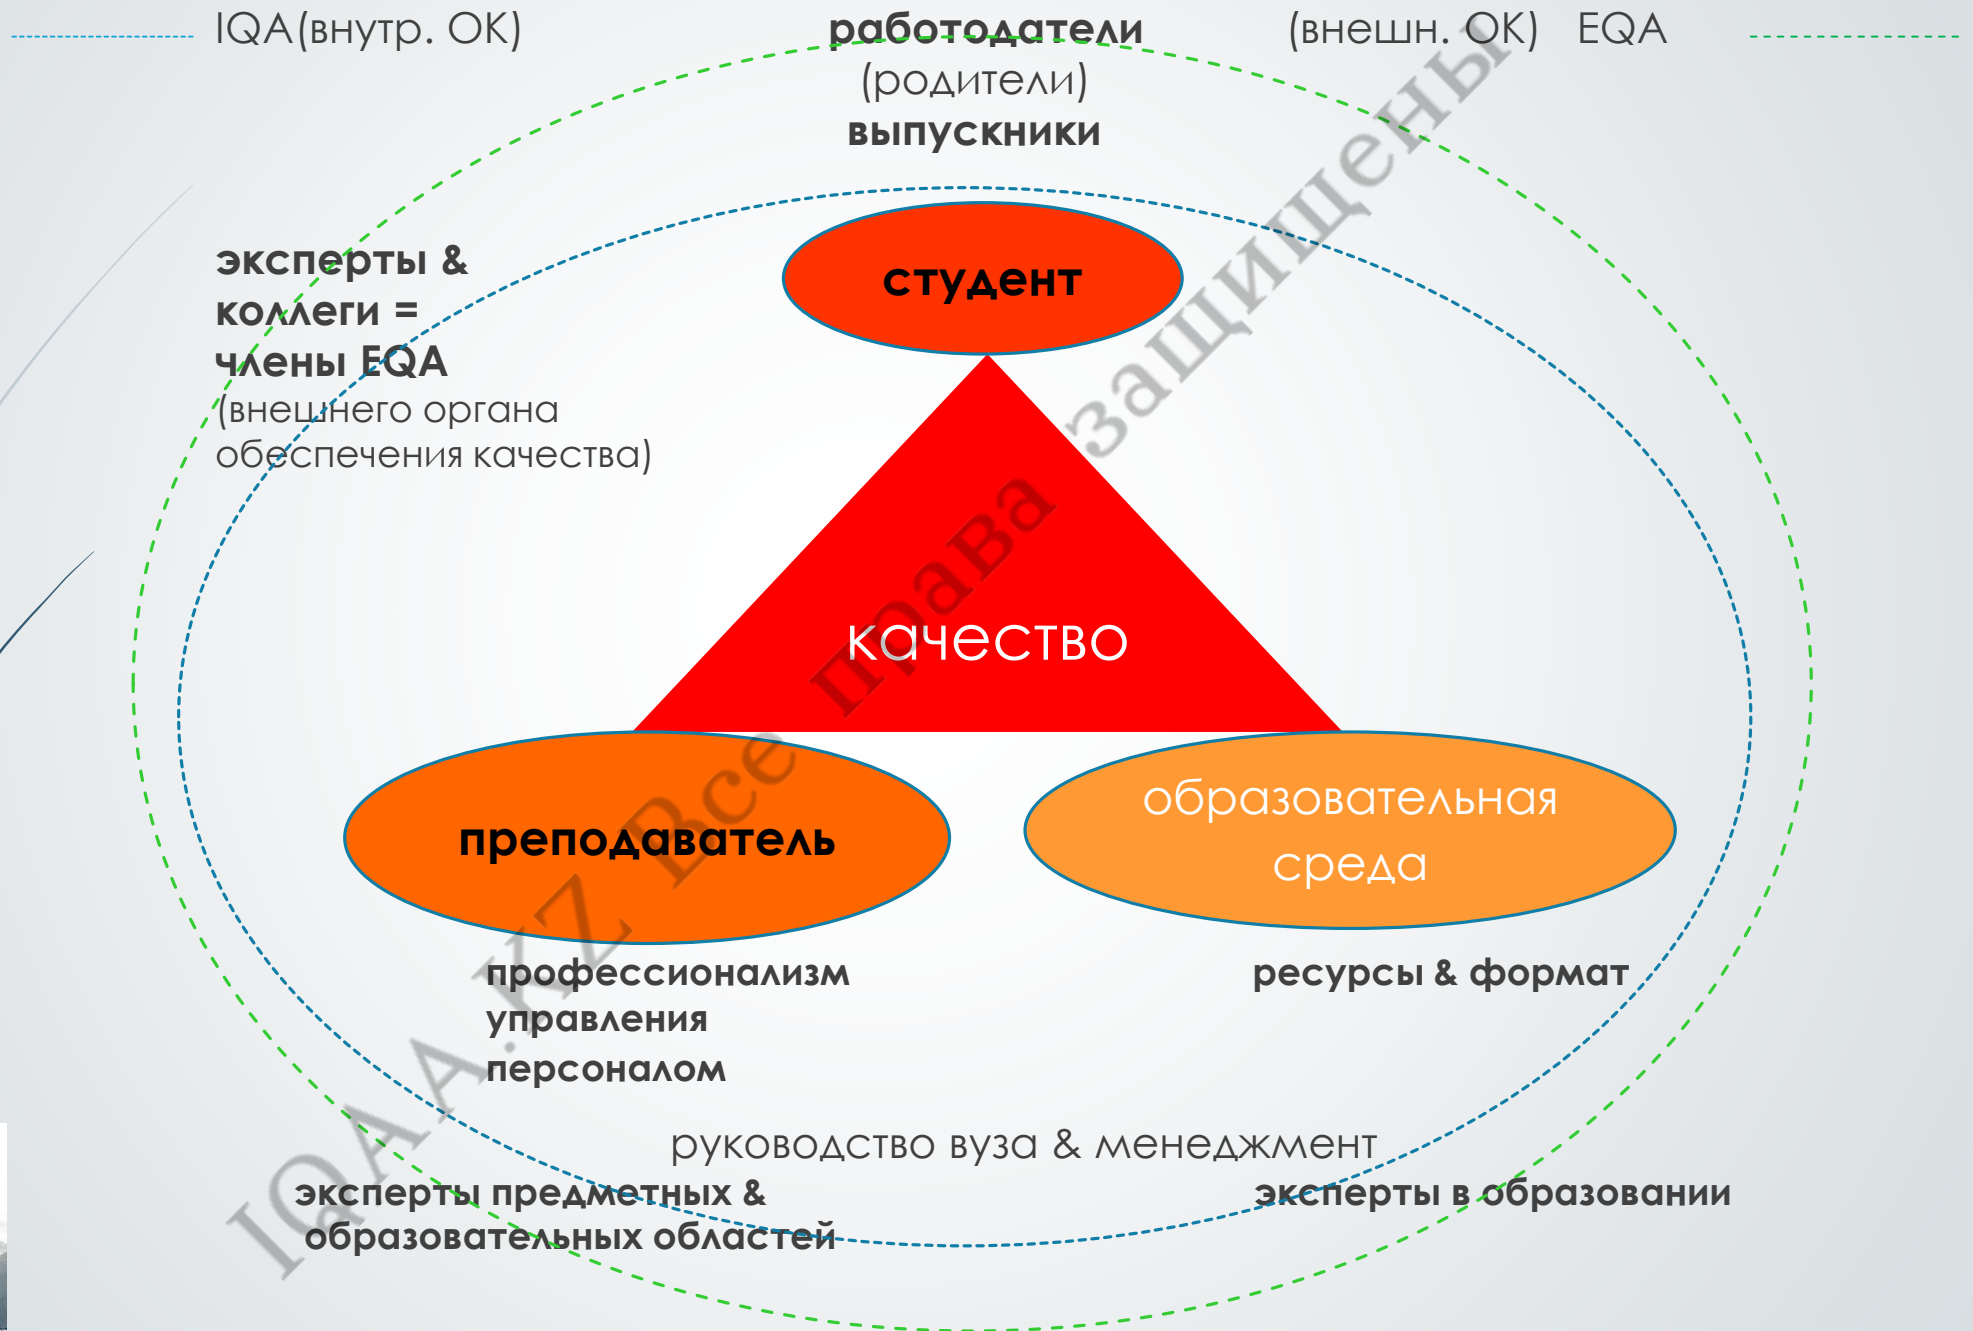 IQA(внутр. ОК)
работодатели
(внешн. ОК) EQA
(родители)
выпускники
эксперты &
коллеги =
члены EQA
(внешнего органа
обеспечения качества)
студент
качество
преподаватель
образовательная
среда
профессионализм
управления
персоналом
ресурсы & формат
руководство вуза & менеджмент
эксперты предметных &
образовательных областей
эксперты в образовании
IQAA.KZ Все права защищены